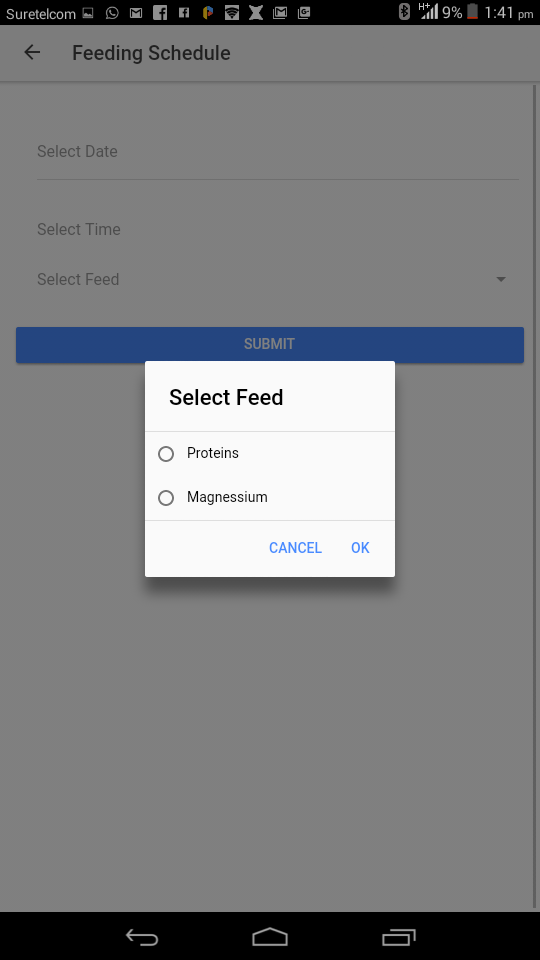 Suretelcom H+ 9% 1:41 pm
Feeding Schedule
Select Date
Select Time
Select Feed
SUBMIT
Select Feed
Proteins
Magnessium
CANCEL OK